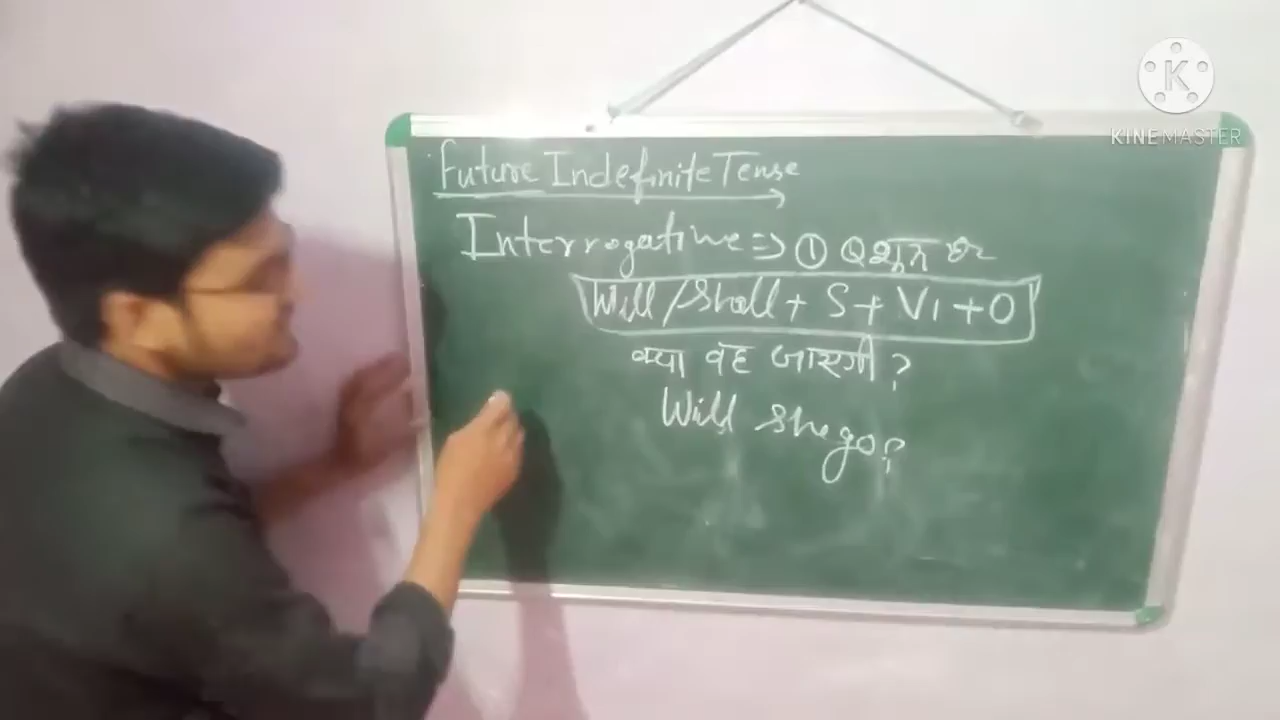 Future Indefinite Tense
Interrogative => ①
Will/Shall + S + V1 + O
क्या वह जाएगी?
Will she go?
K
KINEMASTER